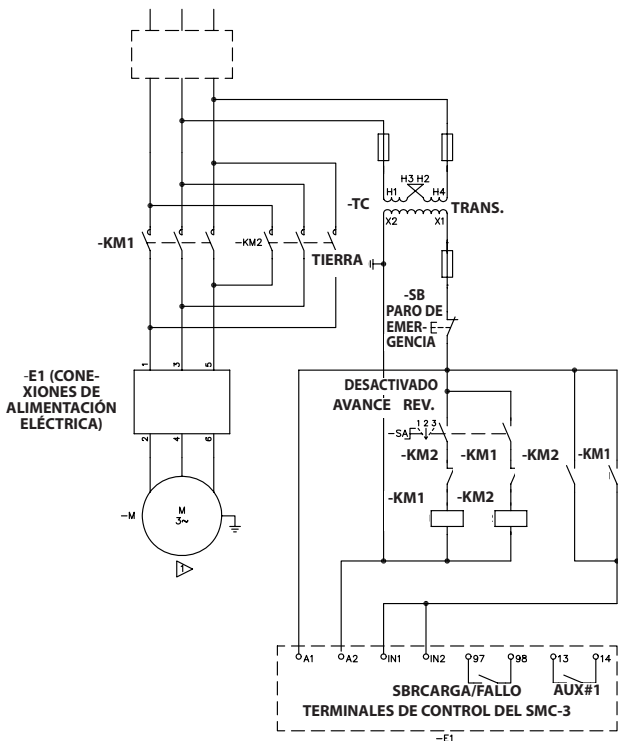 H3 H2
H1
H4
-TC
TRANS.
X2
X1
-KM1
-KM2
TIERRA
-SB
PARO DE
EMER-
GENCIA
1
3
5
-E1 (CONE-
XIONES DE
ALIMENTACIÓN
ELÉCTRICA)
DESACTIVADO
AVANCE REV.
-SA
1 2 3
2
4
6
-KM2
-KM1
-KM2
-KM1
-KM1
-KM2
-M
M
3~
1
A1
A2
IN1
IN2
97
98
13
14
SBRCARGA/FALLO
AUX#1
TERMINALES DE CONTROL DEL SMC-3
-E1